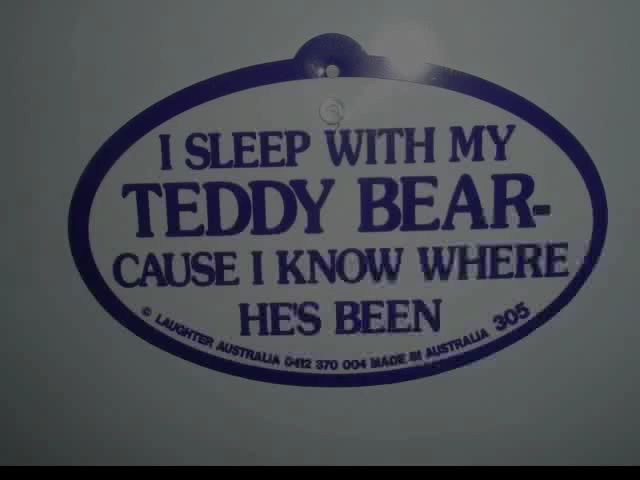 I SLEEP WITH MY
TEDDY BEAR-
CAUSE I KNOW WHERE
HE'S BEEN
© LAUGHTER AUSTRALIA 0412 370 004 MADE IN AUSTRALIA 305